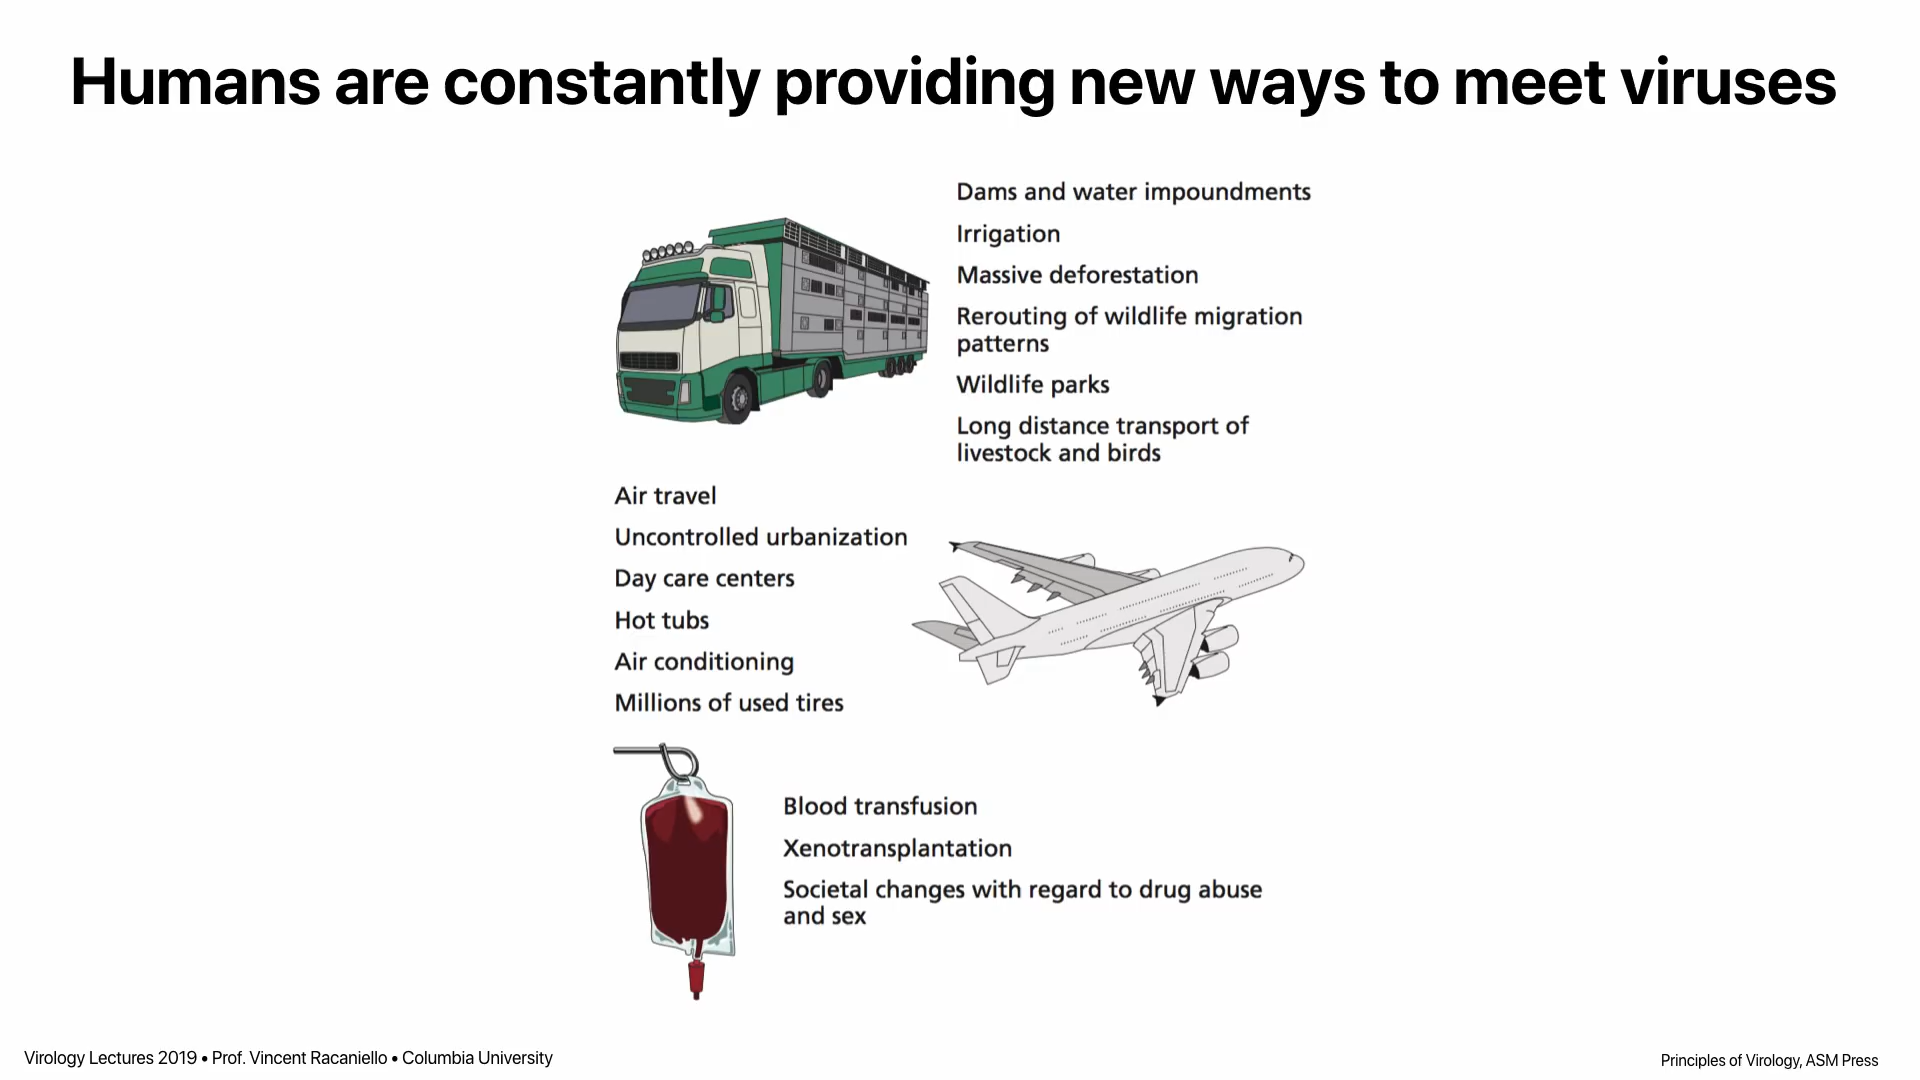 Humans are constantly providing new ways to meet viruses
Dams and water impoundments
Irrigation
Massive deforestation
Rerouting of wildlife migration
patterns
Wildlife parks
Long distance transport of
livestock and birds
Air travel
Uncontrolled urbanization
Day care centers
Hot tubs
Air conditioning
Millions of used tires
Blood transfusion
Xenotransplantation
Societal changes with regard to drug abuse
and sex
Virology Lectures 2019 • Prof. Vincent Racaniello • Columbia University
Principles of Virology, ASM Press